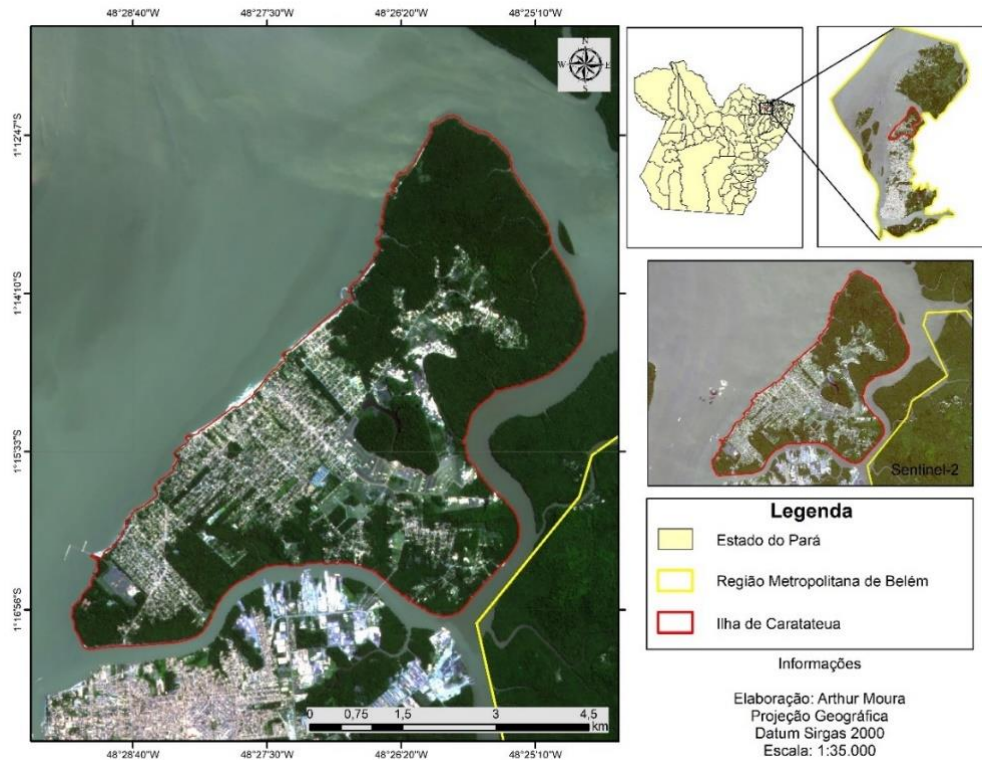 48°28'40"W 48°27'30"W 48°26'20"W 48°25'10"W
N
W E
S
1°12'47"S
1°14'10"S
1°15'33"S
1°16'56"S
0 0,75 1,5 3 4,5
km
48°28'40"W 48°27'30"W 48°26'20"W 48°25'10"W
Sentinel-2
Legenda
Estado do Pará
Região Metropolitana de Belém
Ilha de Caratateua
Informações
Elaboração: Arthur Moura
Projeção Geográfica
Datum Sirgas 2000
Escala: 1:35.000